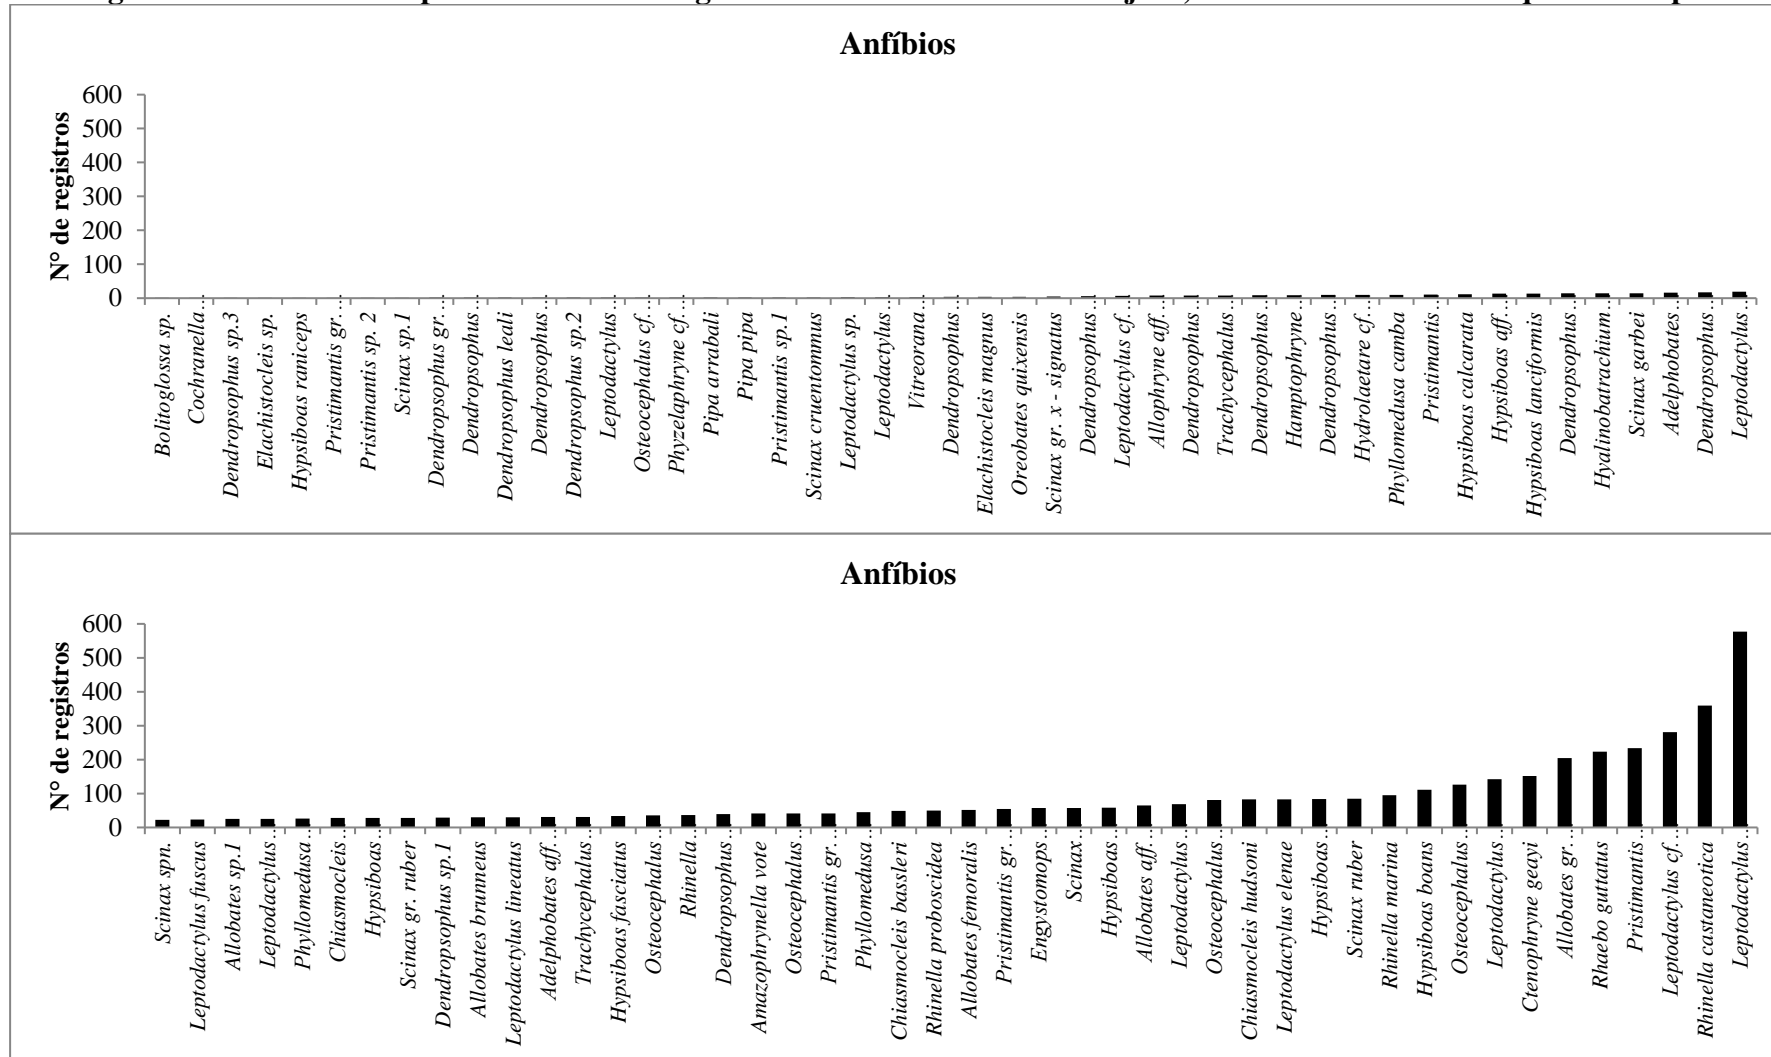 Anfíbios
N° de registros
600
500
400
300
200
100
0
Bolitoglossa sp.
Cochranella…
Dendropsophus sp.3
Elachistocleis sp.
Hypsiboas raniceps
Pristimantis gr…
Pristimantis sp. 2
Scinax sp.1
Dendropsophus gr…
Dendropsophus…
Dendropsophus leali
Dendropsophus…
Dendropsophus sp.2
Leptodactylus…
Osteocephalus cf…
Phyzelaphryne cf…
Pipa arrabali
Pipa pipa
Pristimantis sp.1
Scinax cruentommus
Leptodactylus sp.
Leptodactylus…
Vitreorana…
Dendropsophus…
Elachistocleis magnus
Oreobates quixensis
Scinax gr. x - signatus
Dendropsophus…
Leptodactylus cf…
Allophryne aff…
Dendropsophus…
Trachycephalus…
Dendropsophus…
Hamptophryne…
Dendropsophus…
Hydrolaetare cf…
Phyllomedusa camba
Pristimantis…
Hypsiboas calcarata
Hypsiboas aff…
Hypsiboas lanciformis
Dendropsophus…
Hyalinobatrachium…
Scinax garbei
Adelphobates…
Dendropsophus…
Leptodactylus…
Anfíbios
N° de registros
600
500
400
300
200
100
0
Scinax spn.
Leptodactylus fuscus
Allobates sp.1
Leptodactylus…
Phyllomedusa…
Chiasmocleis…
Hypsiboas…
Scinax gr. ruber
Dendropsophus sp.1
Allobates brunneus
Leptodactylus lineatus
Adelphobates aff…
Trachycephalus…
Hypsiboas fasciatus
Osteocephalus…
Rhinella…
Dendropsophus…
Amazophrynella vote
Osteocephalus…
Pristimantis gr…
Phyllomedusa…
Chiasmocleis bassleri
Rhinella proboscidea
Allobates femoralis
Pristimantis gr…
Engystomops…
Scinax…
Hypsiboas…
Allobates aff…
Leptodactylus…
Osteocephalus…
Chiasmocleis hudsoni
Leptodactylus elenae
Hypsiboas…
Scinax ruber
Rhinella marina
Hypsiboas boans
Osteocephalus…
Leptodactylus…
Ctenophryne geayi
Allobates gr…
Rhaebo guttatus
Pristimantis…
Leptodactylus cf…
Rhinella castaneotica
Leptodactylus…